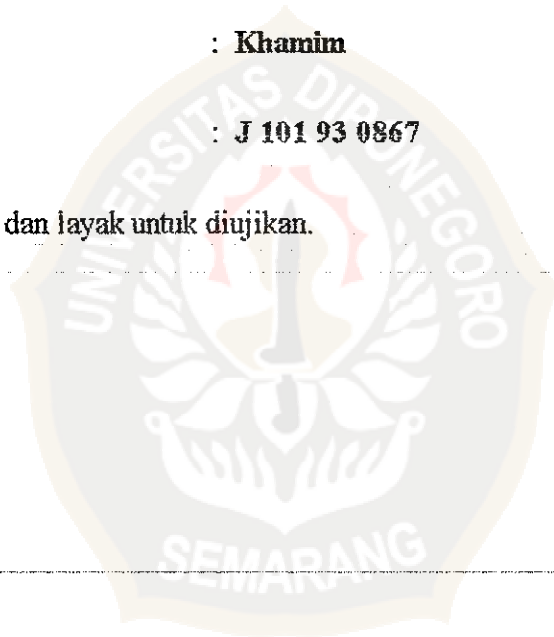 : Khamim
: J 101 93 0867
dan layak untuk diujikan.
UNIVERSITAS DIPONEGORO
SEMARANG